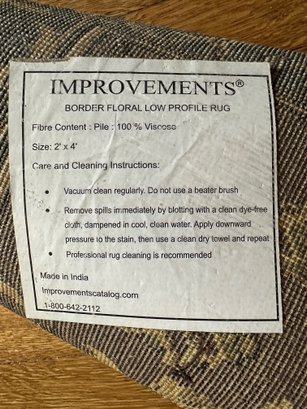 IMPROVEMENTS®
BORDER FLORAL LOW PROFILE RUG
Fibre Content : Pile : 100 % Viscose
Size: 2' x 4'
Care and Cleaning Instructions:
• Vacuum clean regularly. Do not use a beater brush
• Remove spills immediately by blotting with a clean dye-free
cloth, dampened in cool, clean water. Apply downward
pressure to the stain, then use a clean dry towel and repeat
• Professional rug cleaning is recommended
Made in India
Improvementscatalog.com
1-800-642-2112